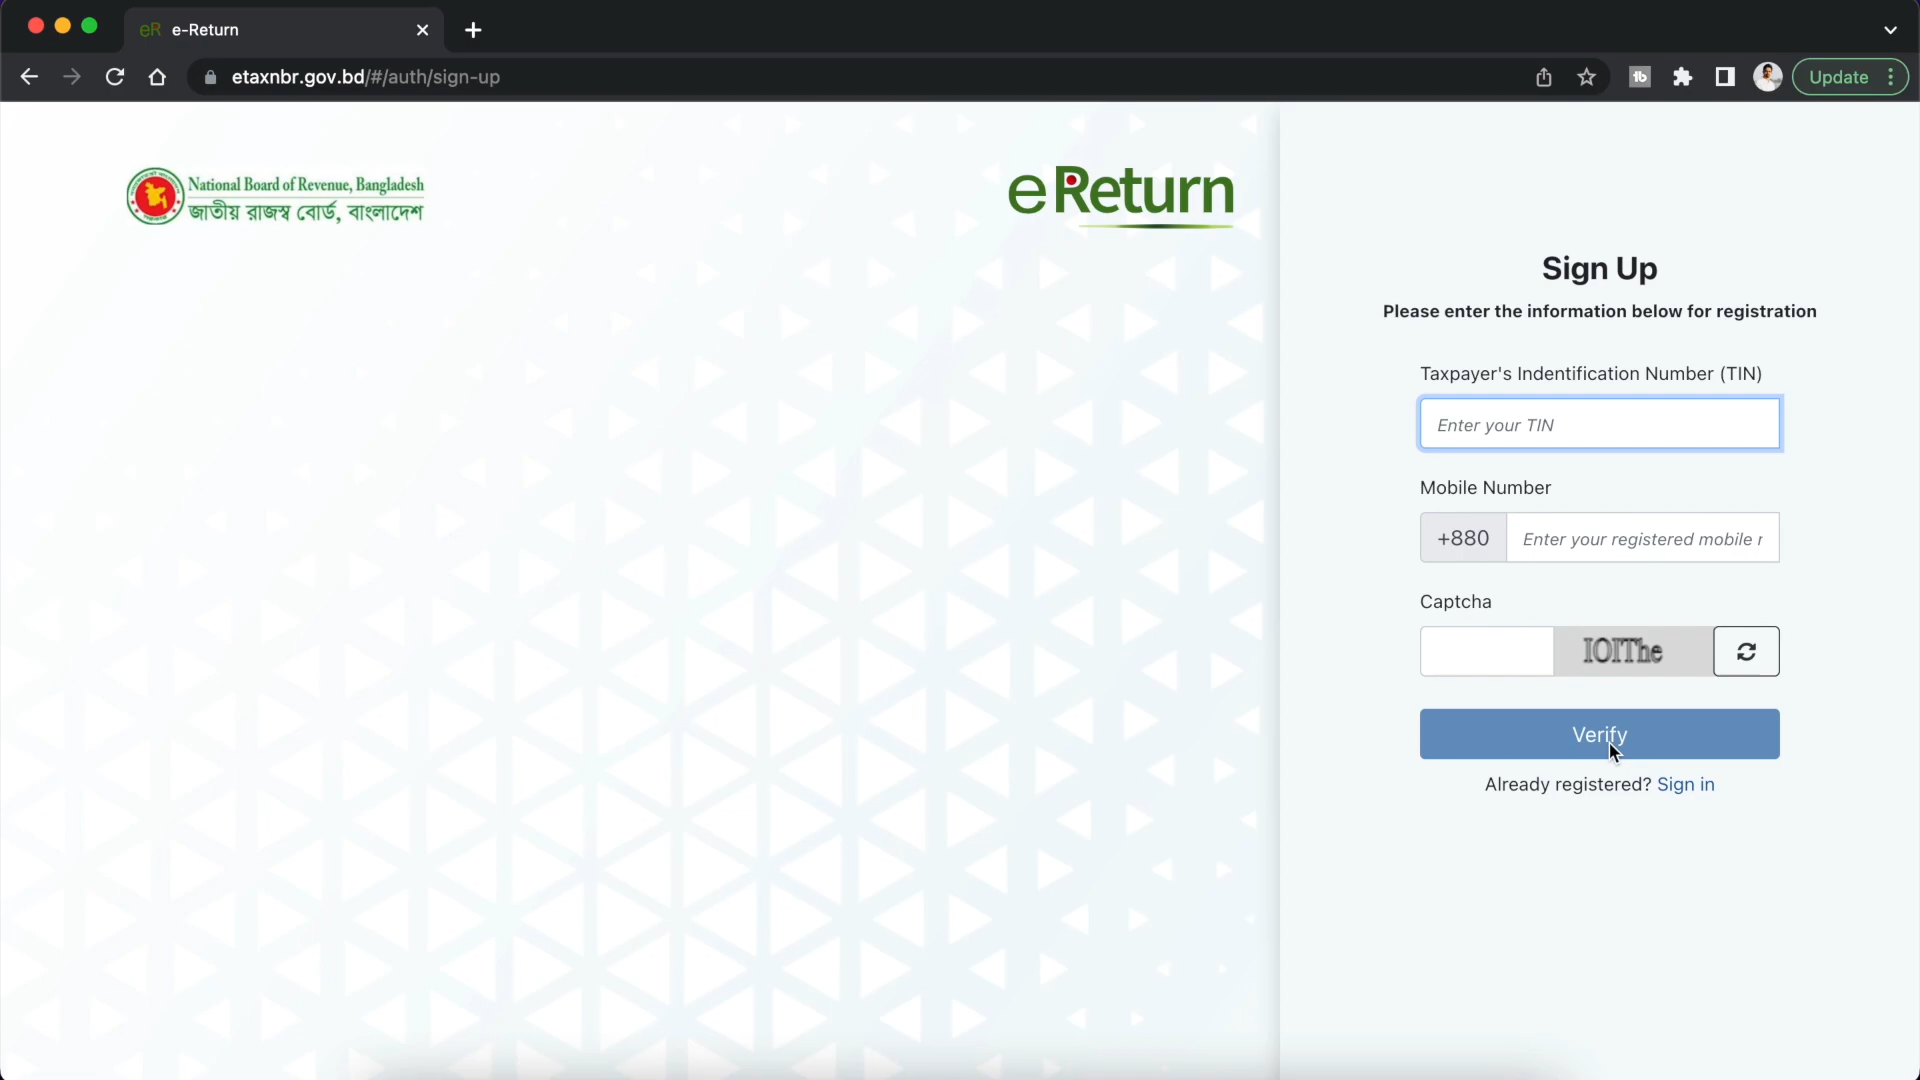 eR e-Return
etaxnbr.gov.bd/#/auth/sign-up
Update
National Board of Revenue, Bangladesh
জাতীয় রাজস্ব বোর্ড, বাংলাদেশ
eReturn
Sign Up
Please enter the information below for registration
Taxpayer's Indentification Number (TIN)
Enter your TIN
Mobile Number
+880 Enter your registered mobile r
Captcha
Verify
Already registered? Sign in